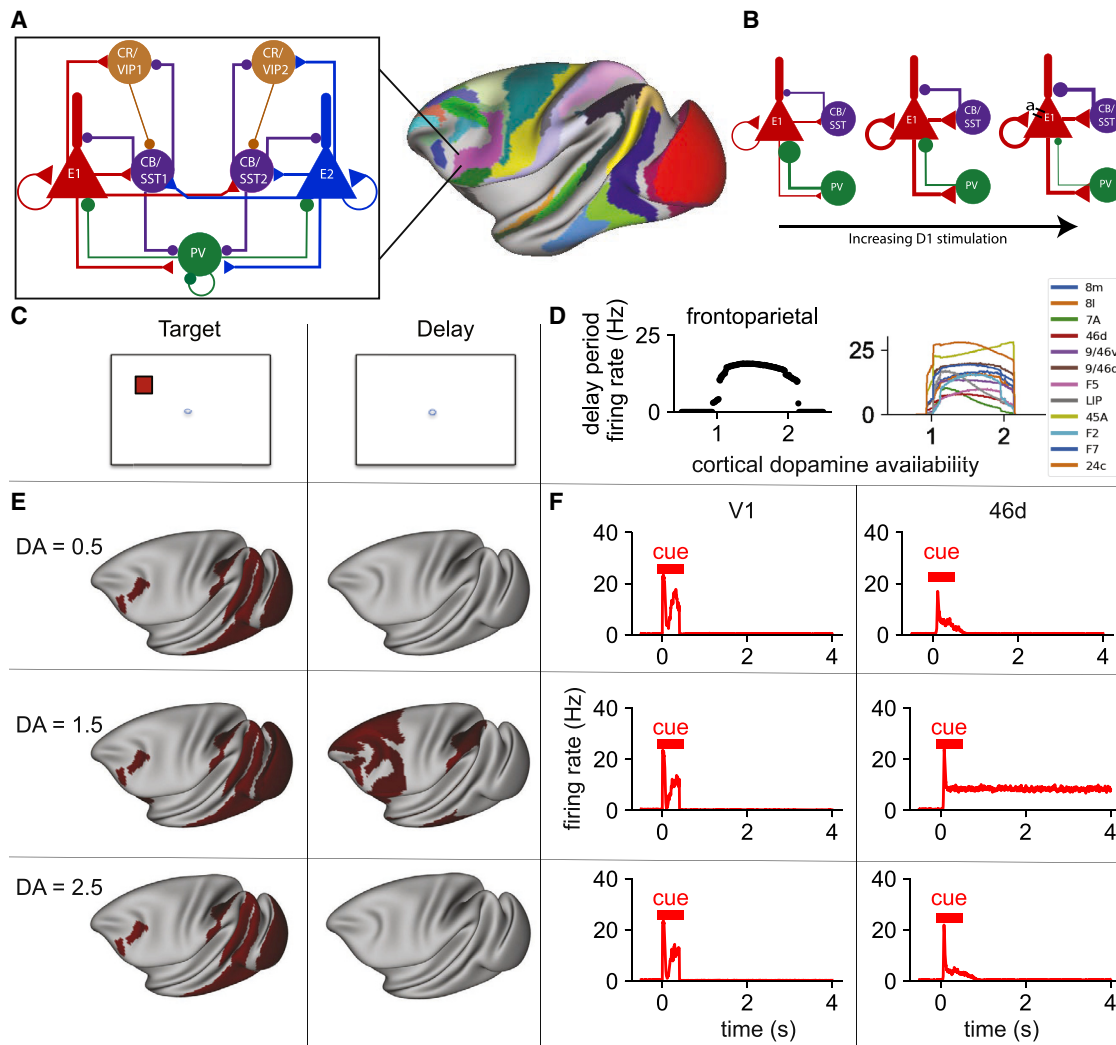 A
CR/
VIP1
CR/
VIP2
E1
CB/
SST1
CB/
SST2
E2
PV
B
E1
CB/
SST
PV
E1
CB/
SST
PV
a
E1
CB/
SST
PV
Increasing D1 stimulation
C
Target
Delay
D
frontoparietal
delay period
firing rate (Hz)
25
0
1
2
25
0
1
2
cortical dopamine availability
8m
8l
7A
46d
9/46v
9/46d
F5
LIP
45A
F2
F7
24c
E
DA = 0.5
DA = 1.5
DA = 2.5
F
V1
46d
firing rate (Hz)
40
20
0
cue
0
2
4
40
20
0
cue
0
2
4
40
20
0
cue
0
2
4
40
20
0
cue
0
2
4
40
20
0
cue
0
2
4
time (s)
40
20
0
cue
0
2
4
time (s)